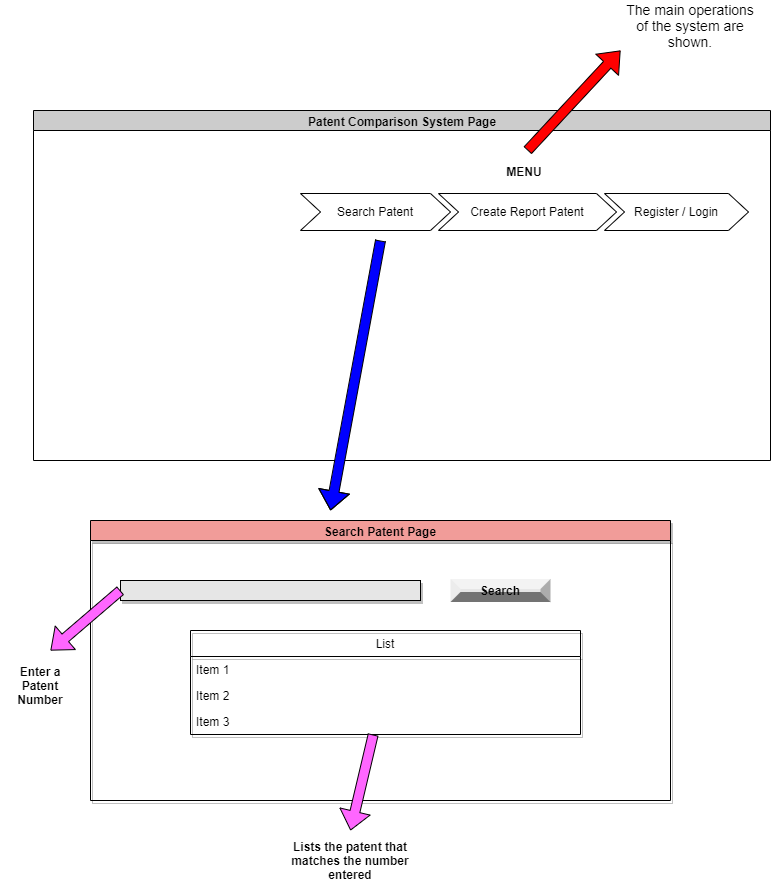 The main operations
of the system are
shown.
Patent Comparison System Page
MENU
Search Patent
Create Report Patent
Register / Login
Search Patent Page
Search
List
Item 1
Item 2
Item 3
Enter a
Patent
Number
Lists the patent that
matches the number
entered